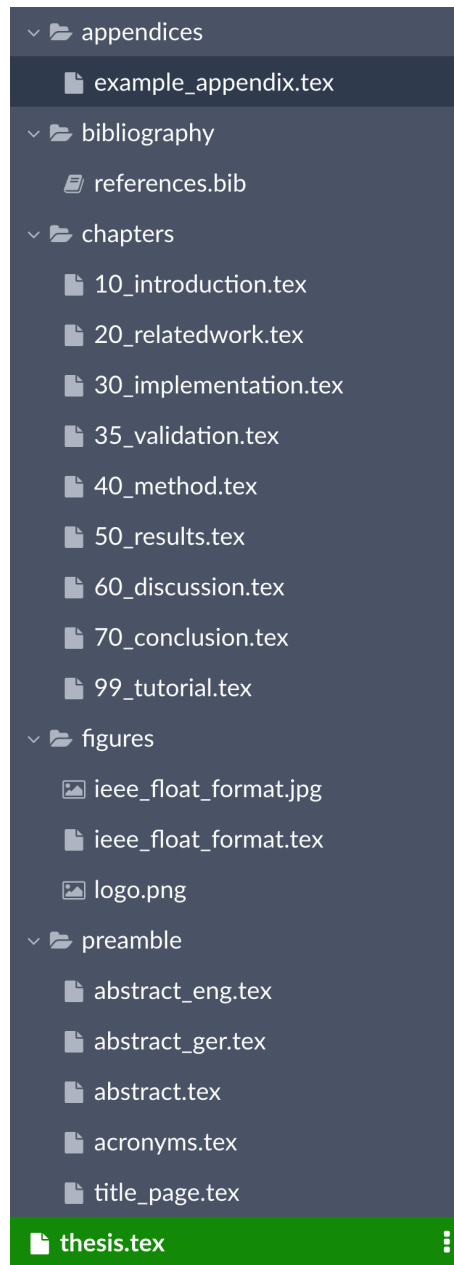 appendices
example_appendix.tex
bibliography
references.bib
chapters
10_introduction.tex
20_relatedwork.tex
30_implementation.tex
35_validation.tex
40_method.tex
50_results.tex
60_discussion.tex
70_conclusion.tex
99_tutorial.tex
figures
ieee_float_format.jpg
ieee_float_format.tex
logo.png
preamble
abstract_eng.tex
abstract_ger.tex
abstract.tex
acronyms.tex
title_page.tex
thesis.tex